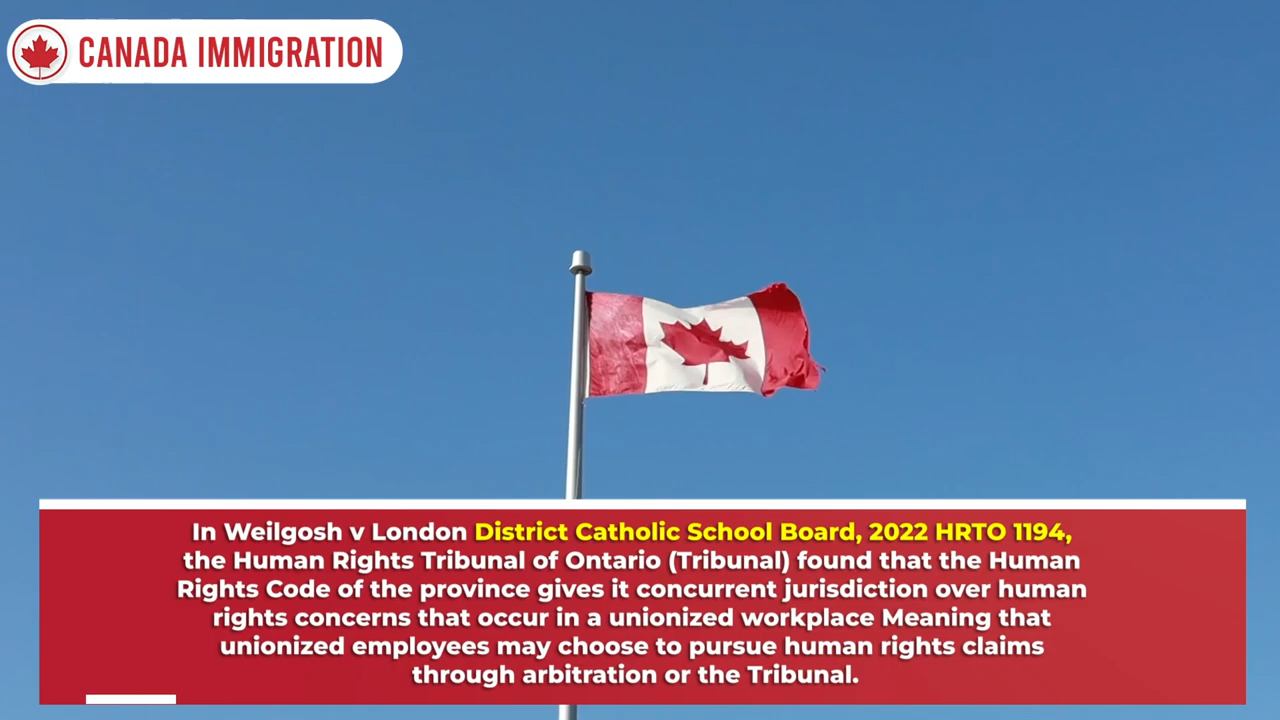 CANADA IMMIGRATION
In Weilgosh v London District Catholic School Board, 2022 HRTO 1194,
the Human Rights Tribunal of Ontario (Tribunal) found that the Human
Rights Code of the province gives it concurrent jurisdiction over human
rights concerns that occur in a unionized workplace Meaning that
unionized employees may choose to pursue human rights claims
through arbitration or the Tribunal.